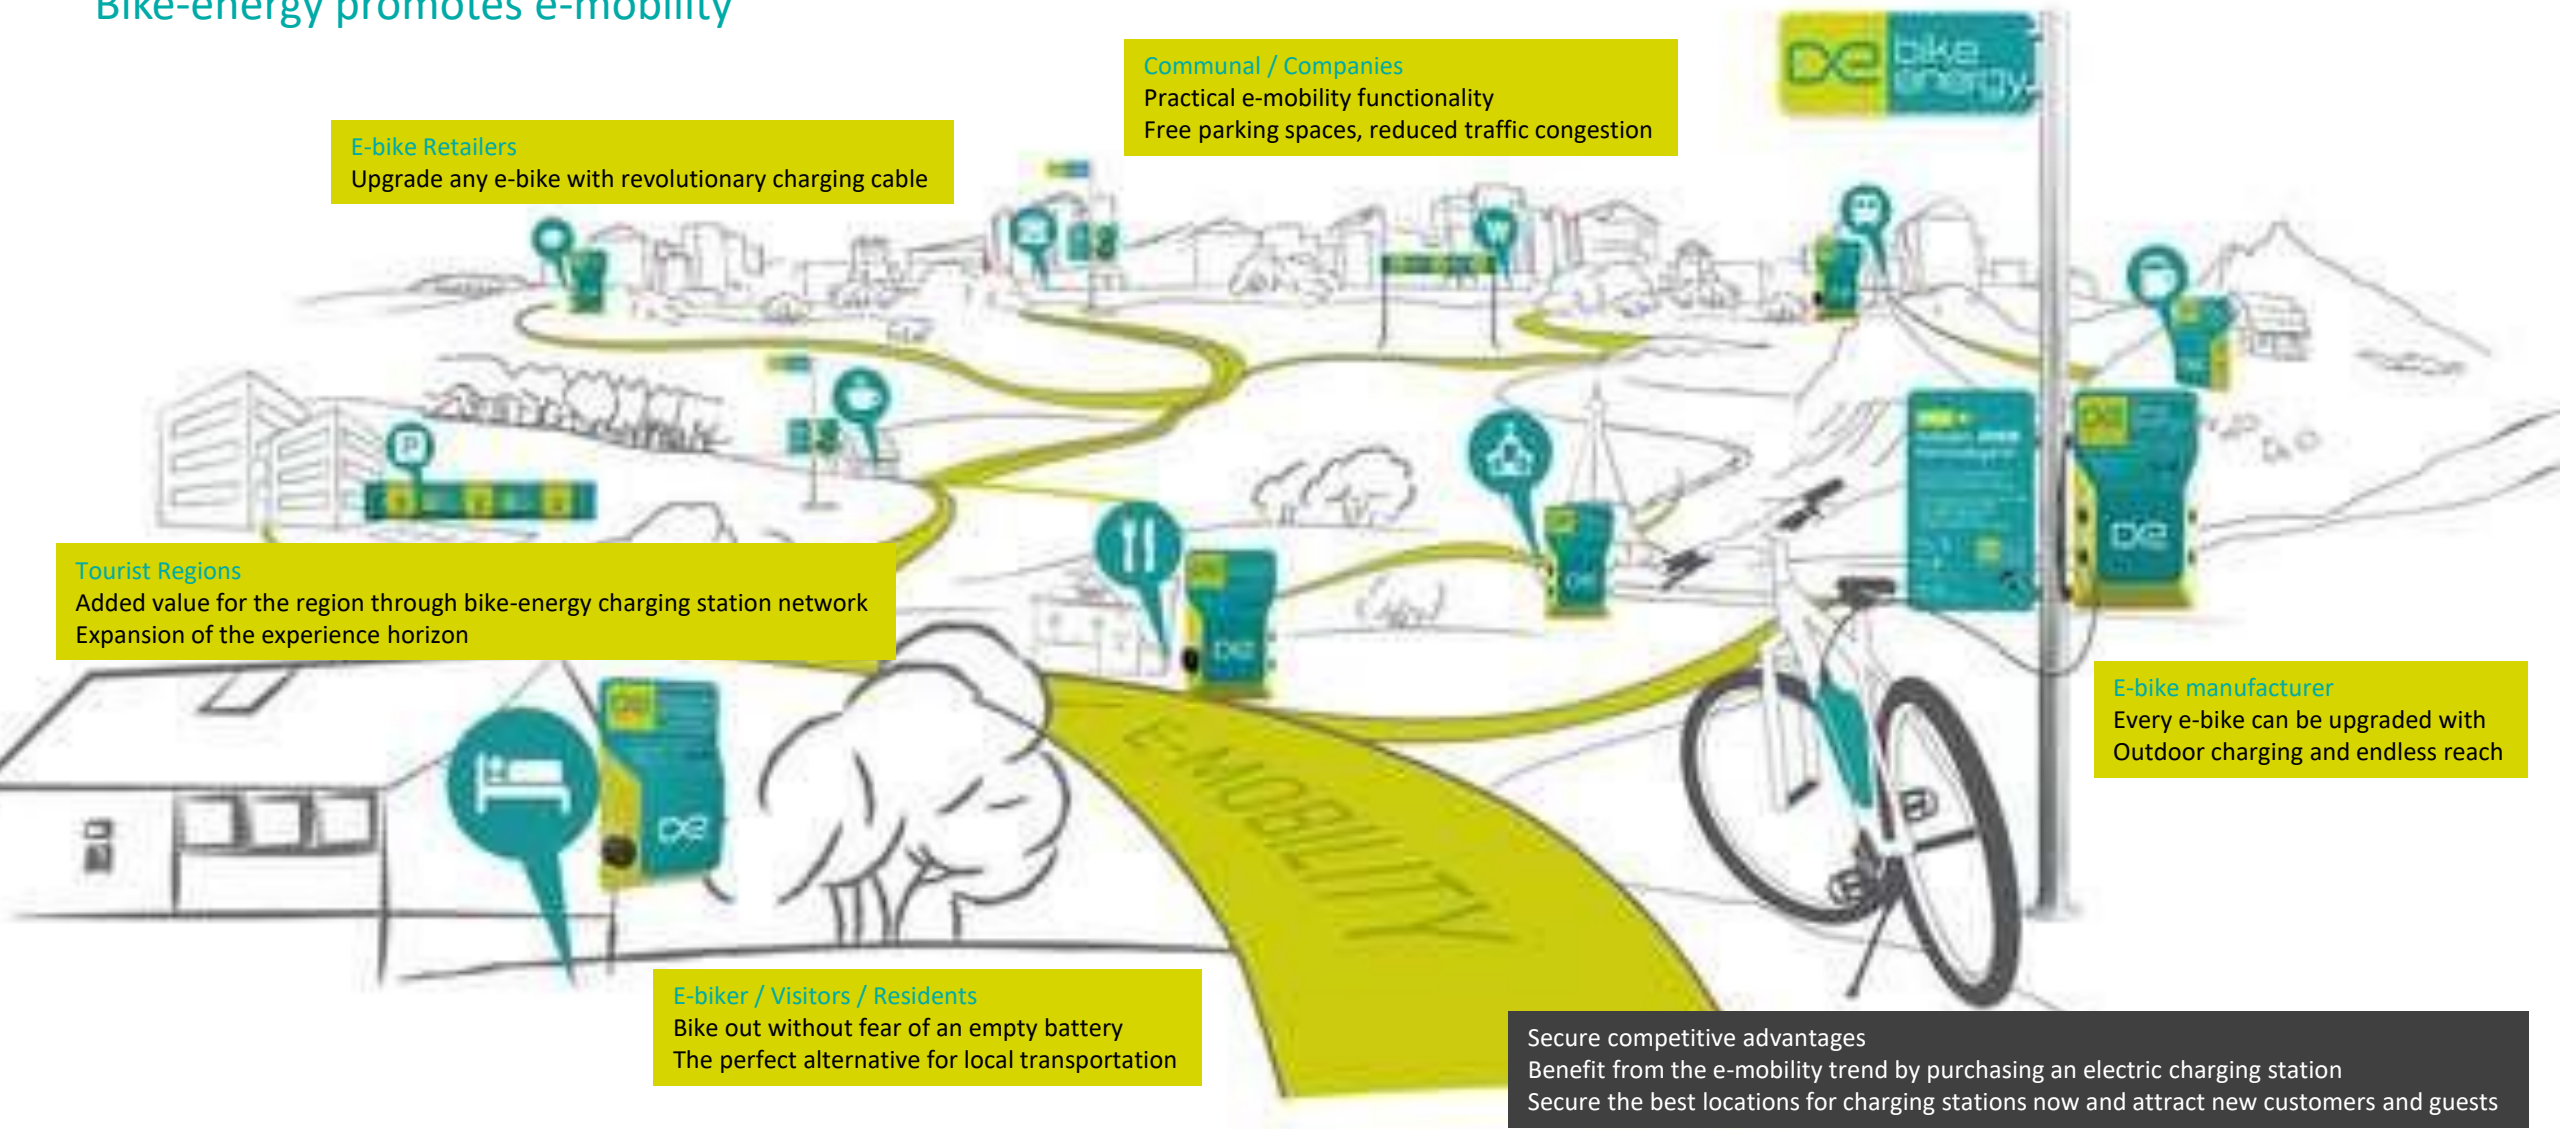 Bike-energy promotes e-mobility
Communal / Companies
Practical e-mobility functionality
Free parking spaces, reduced traffic congestion
bike
energy
E-bike Retailers
Upgrade any e-bike with revolutionary charging cable
P
W
Tourist Regions
Added value for the region through bike-energy charging station network
Expansion of the experience horizon
E-bike manufacturer
Every e-bike can be upgraded with
Outdoor charging and endless reach
E-MOBILITY
E-biker / Visitors / Residents
Bike out without fear of an empty battery
The perfect alternative for local transportation
Secure competitive advantages
Benefit from the e-mobility trend by purchasing an electric charging station
Secure the best locations for charging stations now and attract new customers and guests